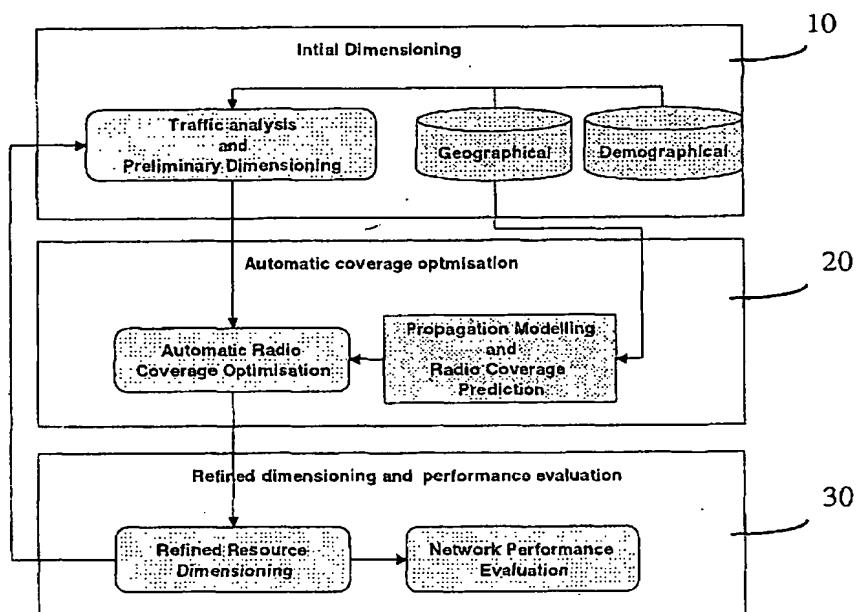 10
Intial Dimensioning
Traffic analysis
and
Preliminary Dimensioning
Geographical
Demographical
20
Automatic coverage optmisation
Automatic Radio
Coverage Optimisation
Propagation Modelling
and
Radio Coverage
Prediction
30
Refined dimensioning and performance evaluation
Refined Resource
Dimensioning
Network Performance
Evaluation